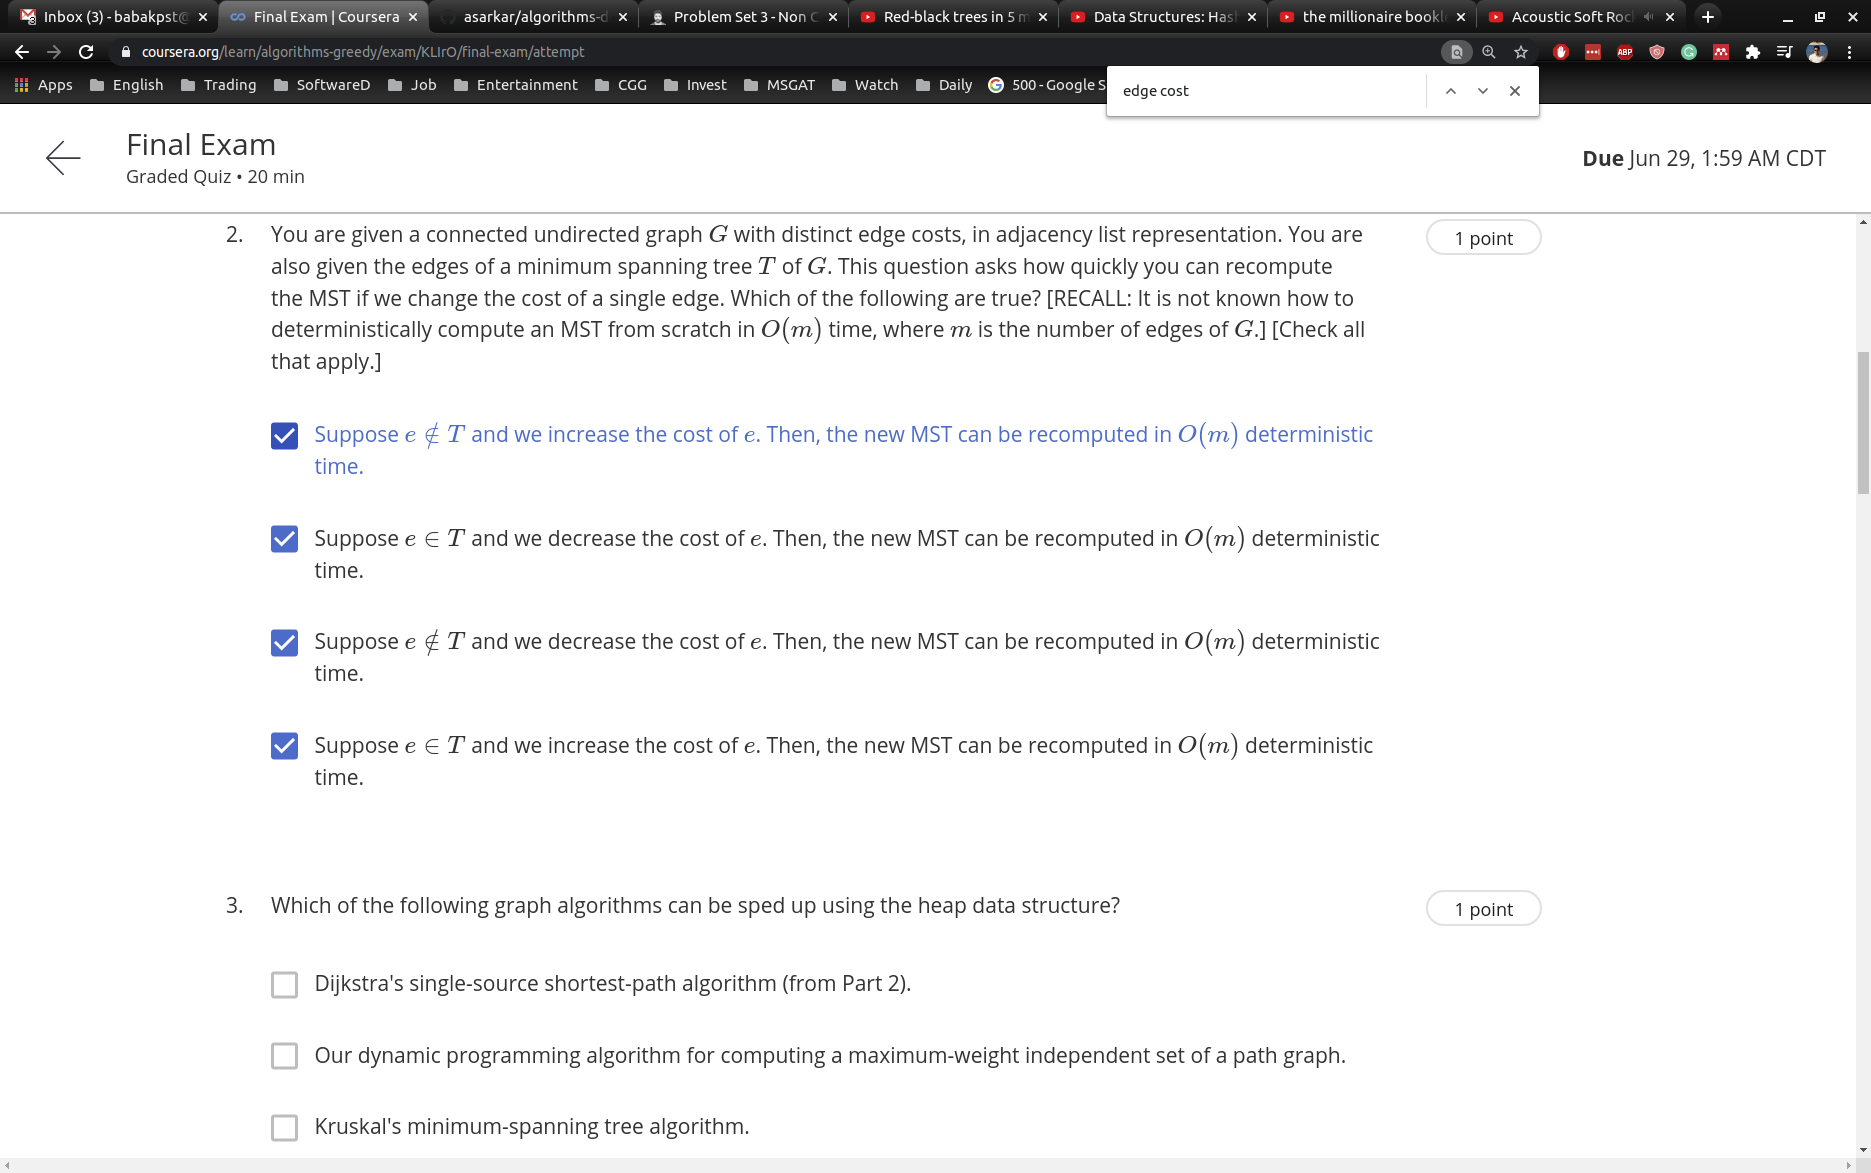 Inbox (3) - babakpst@
Final Exam | Coursera
asarkar/algorithms-d
Problem Set 3 - Non C
Red-black trees in 5 m
Data Structures: Hash
the millionaire bookl
Acoustic Soft Roc
coursera.org/learn/algorithms-greedy/exam/KLIrO/final-exam/attempt
ABP
Apps English Trading SoftwareD Job Entertainment CGG Invest MSGAT Watch Daily 500 - Google S
edge cost
Final Exam
Graded Quiz • 20 min
Due Jun 29, 1:59 AM CDT
2. You are given a connected undirected graph G with distinct edge costs, in adjacency list representation. You are
1 point
also given the edges of a minimum spanning tree T of G. This question asks how quickly you can recompute
the MST if we change the cost of a single edge. Which of the following are true? [RECALL: It is not known how to
deterministically compute an MST from scratch in O(m) time, where m is the number of edges of G.] [Check all
that apply.]
Suppose e ∉ T and we increase the cost of e. Then, the new MST can be recomputed in O(m) deterministic
time.
Suppose e ∈ T and we decrease the cost of e. Then, the new MST can be recomputed in O(m) deterministic
time.
Suppose e ∉ T and we decrease the cost of e. Then, the new MST can be recomputed in O(m) deterministic
time.
Suppose e ∈ T and we increase the cost of e. Then, the new MST can be recomputed in O(m) deterministic
time.
3. Which of the following graph algorithms can be sped up using the heap data structure?
1 point
Dijkstra's single-source shortest-path algorithm (from Part 2).
Our dynamic programming algorithm for computing a maximum-weight independent set of a path graph.
Kruskal's minimum-spanning tree algorithm.